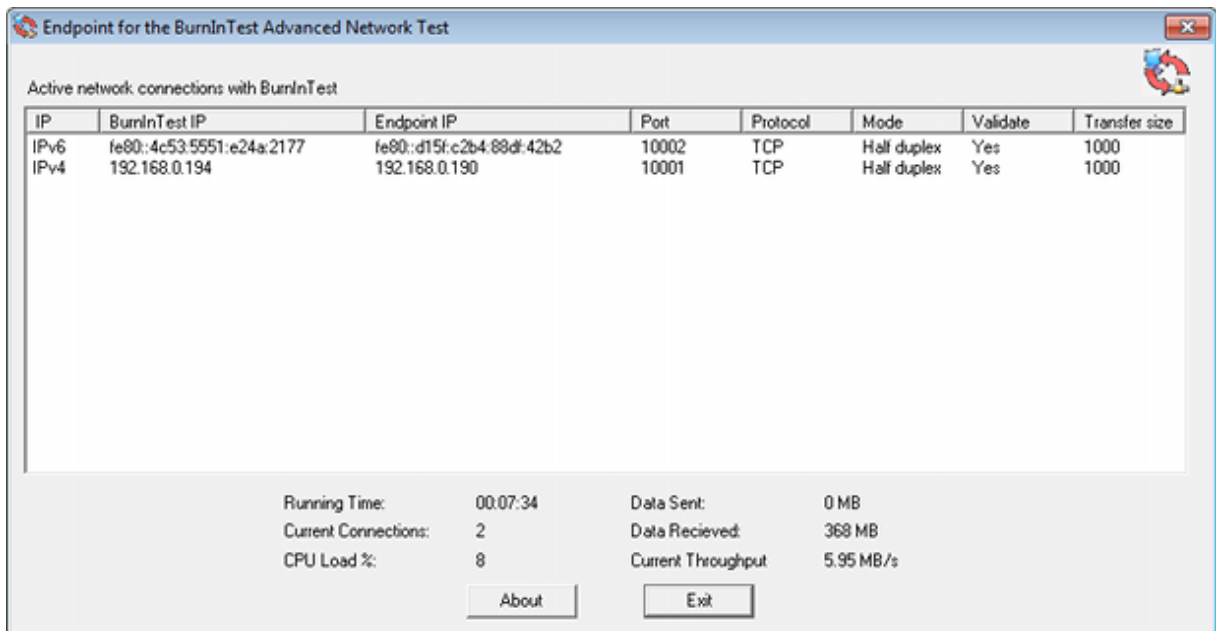 Endpoint for the BurnInTest Advanced Network Test
Active network connections with BurnInTest
IP BurnInTest IP Endpoint IP Port Protocol Mode Validate Transfer size
IPv6 fe80::4c53:5551:e24a:2177 fe80::d15f:c2b4:88df:42b2 10002 TCP Half duplex Yes 1000
IPv4 192.168.0.194 192.168.0.190 10001 TCP Half duplex Yes 1000
Running Time: 00:07:34 Data Sent: 0 MB
Current Connections: 2 Data Recieved: 368 MB
CPU Load %: 8 Current Throughput 5.95 MB/s
About Exit